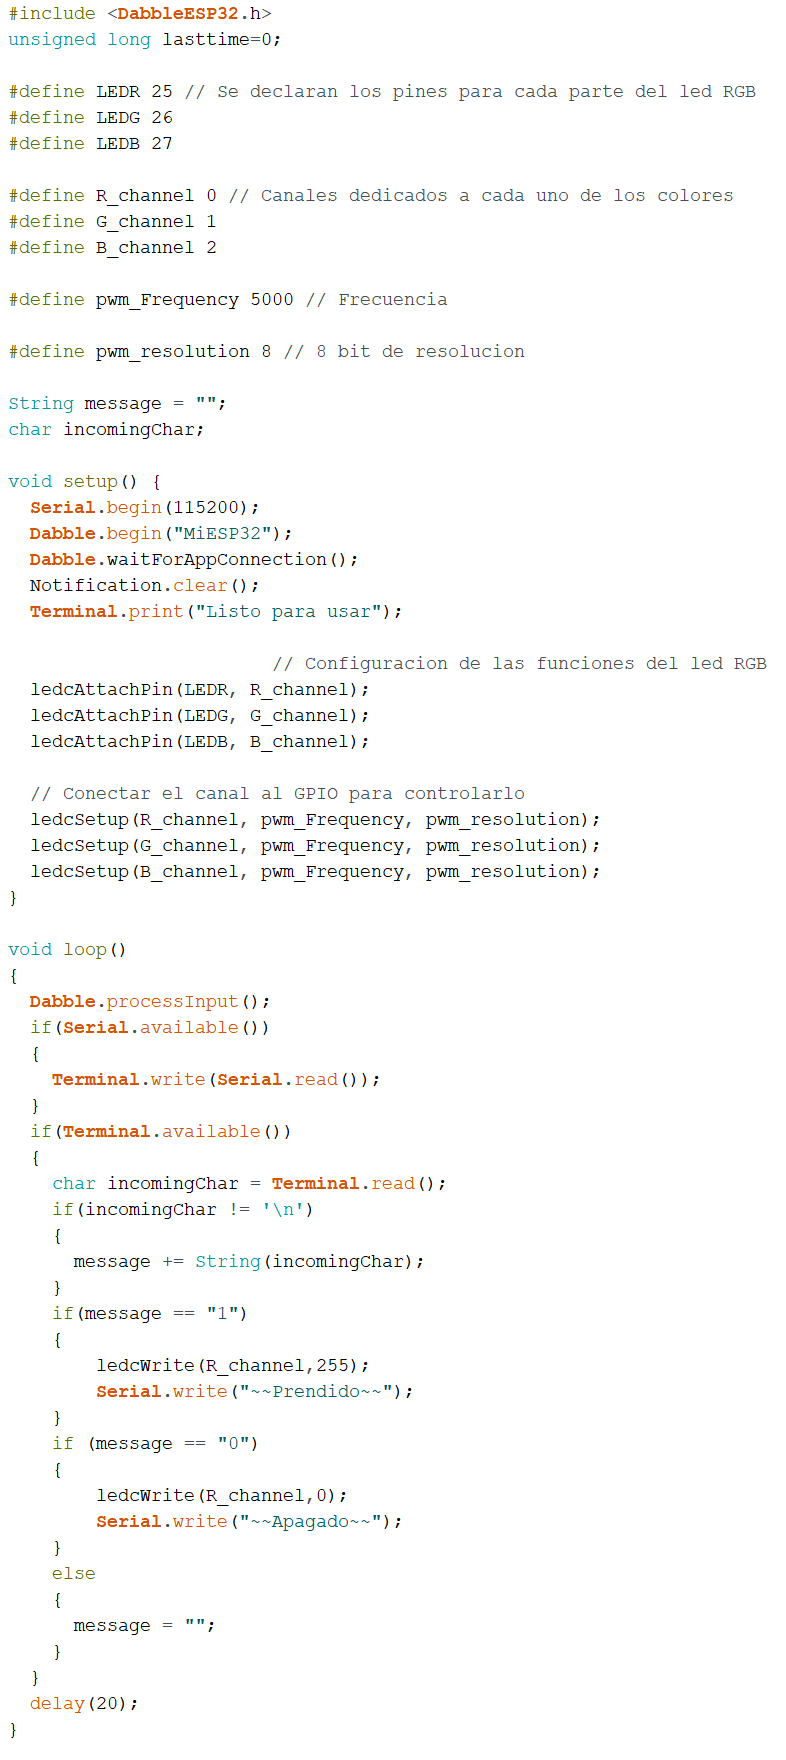 #include <DabbleESP32.h>
unsigned long lasttime=0;

#define LEDR 25 // Se declaran los pines para cada parte del led RGB
#define LEDG 26
#define LEDB 27

#define R_channel 0 // Canales dedicados a cada uno de los colores
#define G_channel 1
#define B_channel 2

#define pwm_Frequency 5000 // Frecuencia

#define pwm_resolution 8 // 8 bit de resolucion

String message = "";
char incomingChar;

void setup() {
  Serial.begin(115200);
  Dabble.begin("MiESP32");
  Dabble.waitForAppConnection();
  Notification.clear();
  Terminal.print("Listo para usar");

                        // Configuracion de las funciones del led RGB
  ledcAttachPin(LEDR, R_channel);
  ledcAttachPin(LEDG, G_channel);
  ledcAttachPin(LEDB, B_channel);

  // Conectar el canal al GPIO para controlarlo
  ledcSetup(R_channel, pwm_Frequency, pwm_resolution);
  ledcSetup(G_channel, pwm_Frequency, pwm_resolution);
  ledcSetup(B_channel, pwm_Frequency, pwm_resolution);
}

void loop()
{
  Dabble.processInput();
  if(Serial.available())
  {
    Terminal.write(Serial.read());
  }
  if(Terminal.available())
  {
    char incomingChar = Terminal.read();
    if(incomingChar != '\n')
    {
      message += String(incomingChar);
    }
    if(message == "1")
    {
        ledcWrite(R_channel,255);
        Serial.write("~~Prendido~~");
    }
    if (message == "0")
    {
        ledcWrite(R_channel,0);
        Serial.write("~~Apagado~~");
    }
    else
    {
      message = "";
    }
  }
  delay(20);
}